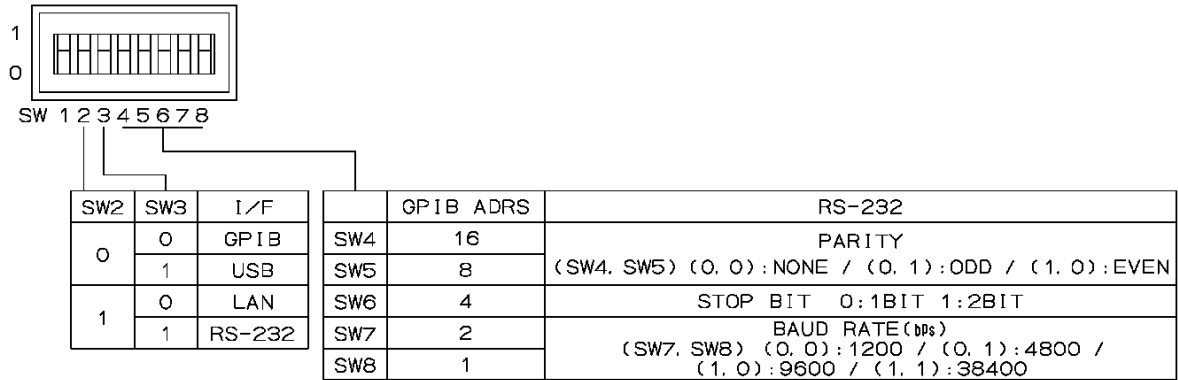 1
0
SW 1 2 3 4 5 6 7 8
SW2 SW3 I/F
0 0 GPIB
1 USB
1 0 LAN
1 RS-232
GPIB ADRS RS-232
SW4 16 PARITY
SW5 8 (SW4, SW5) (0, 0):NONE / (0, 1):ODD / (1, 0):EVEN
SW6 4 STOP BIT 0:1BIT 1:2BIT
SW7 2 BAUD RATE(bps)
(SW7, SW8) (0, 0):1200 / (0, 1):4800 /
SW8 1 (1, 0):9600 / (1, 1):38400